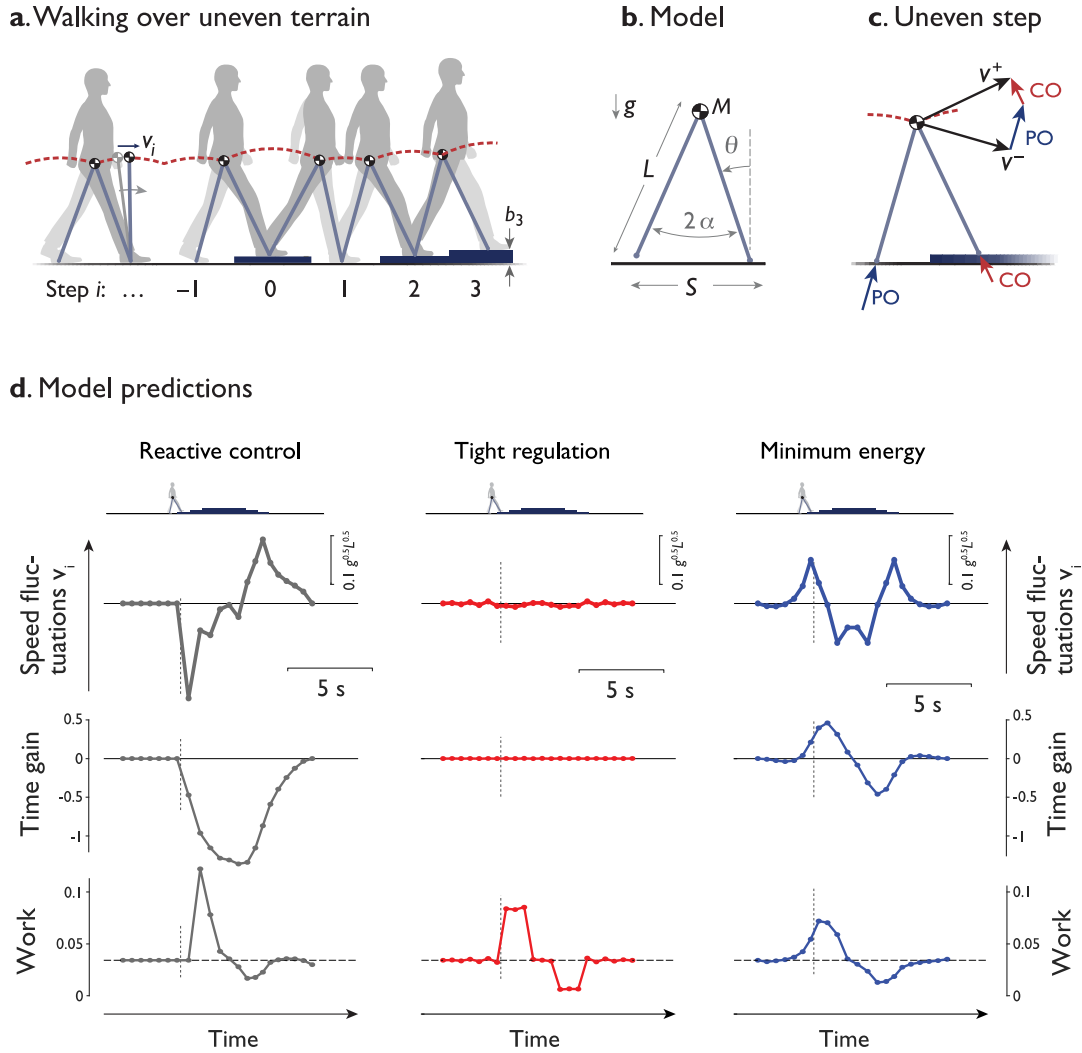 a. Walking over uneven terrain
b. Model
c. Uneven step
v_i
b_3
Step i: ... −1 0 1 2 3
g
M
L
θ
2α
S
v⁺
CO
PO
v⁻
PO
CO
d. Model predictions
Reactive control
Tight regulation
Minimum energy
Speed fluc-
tuations v_i
0.1 g^0.5 L^0.5
0.1 g^0.5 L^0.5
0.1 g^0.5 L^0.5
Speed fluc-
tuations v_i
5 s
5 s
5 s
Time gain
0.5
0
-0.5
-1
0.5
0
-0.5
-1
Time gain
Work
0.1
0.05
0
0.1
0.05
0
Work
Time
Time
Time